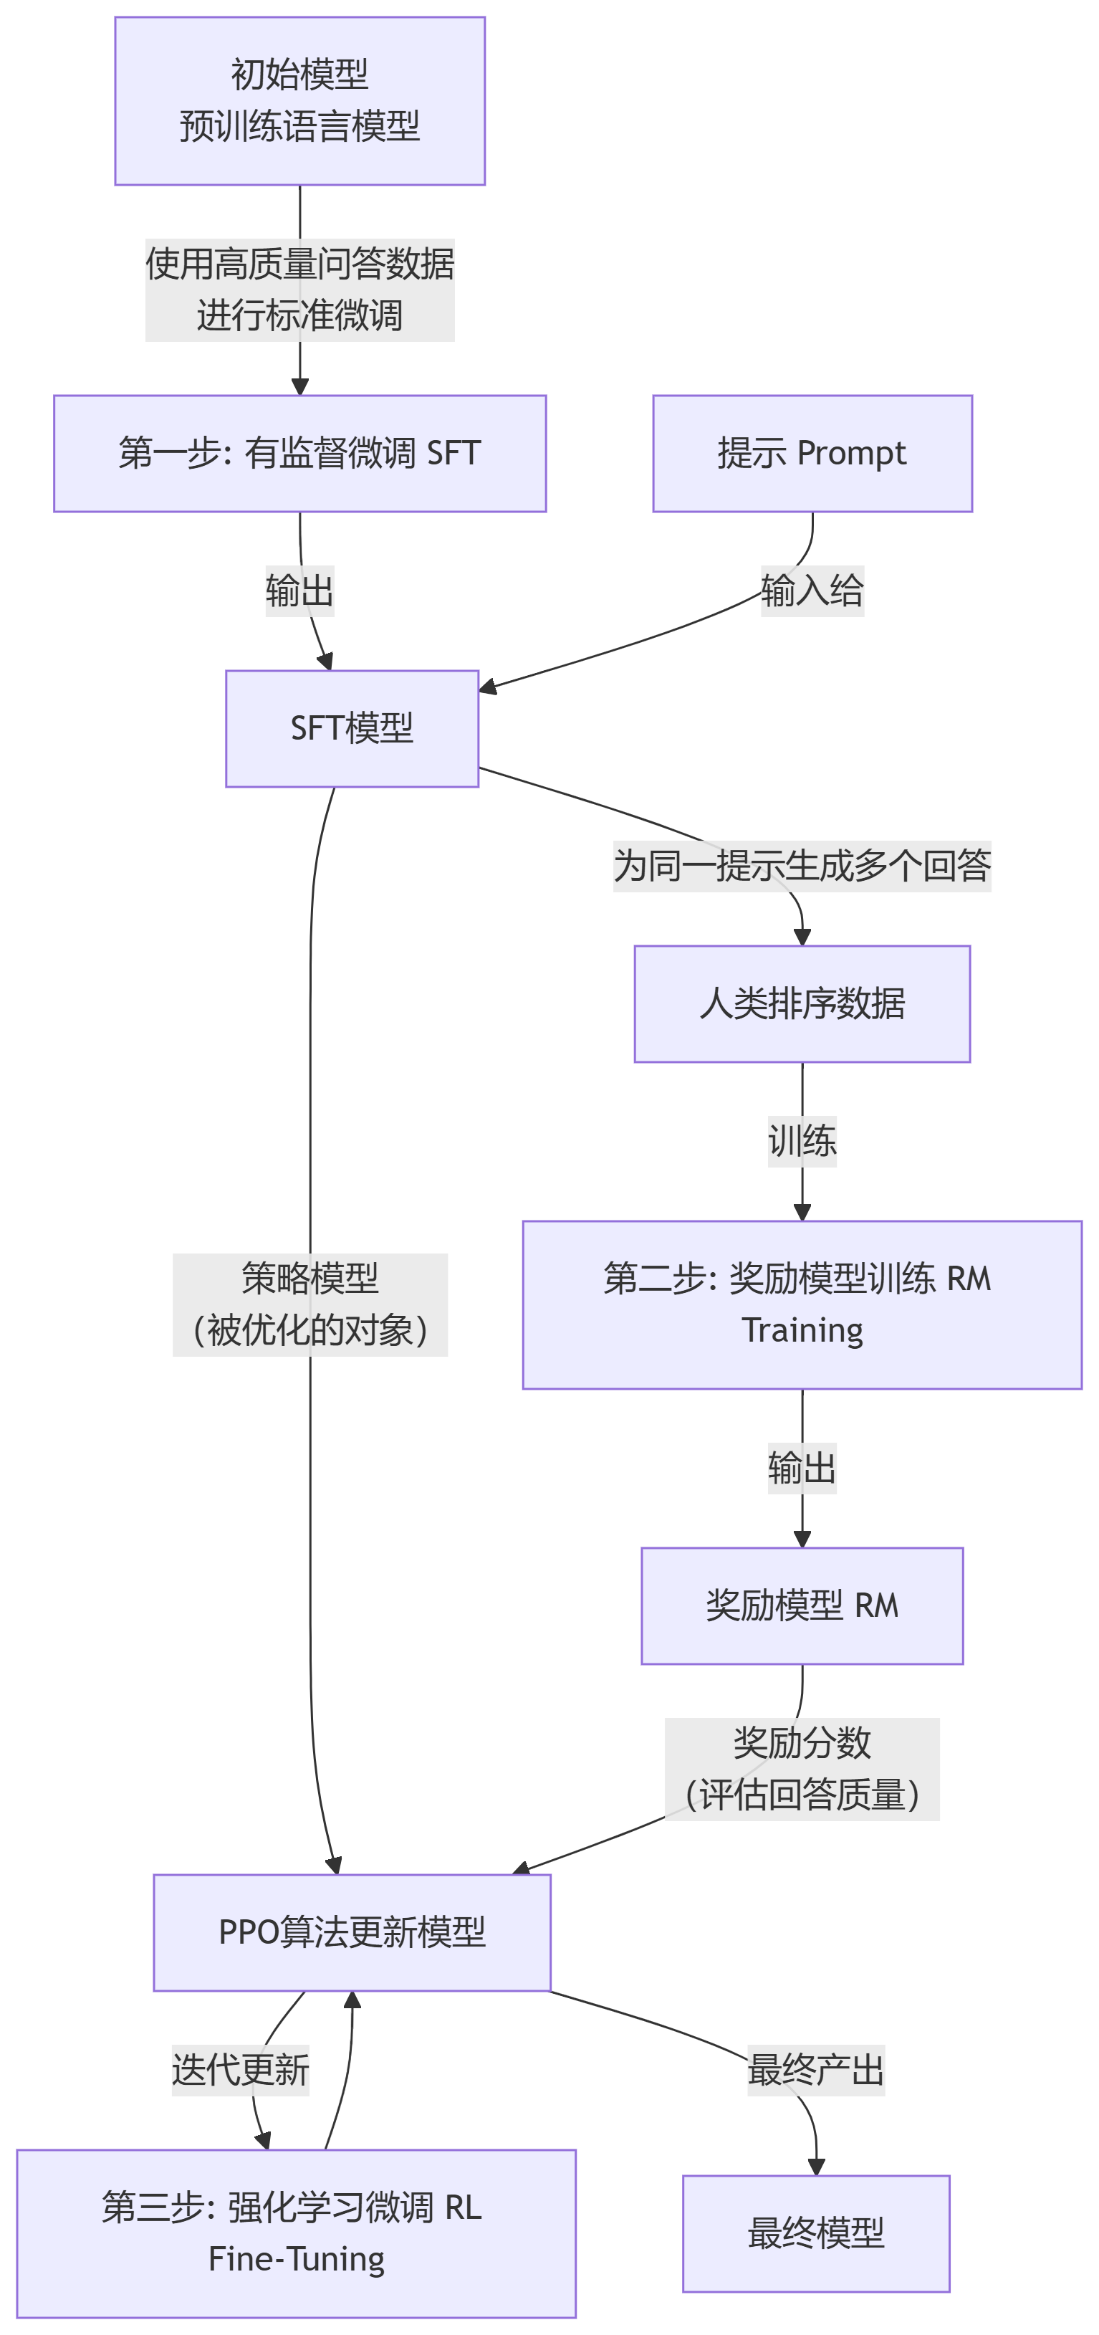 初始模型
预训练语言模型
使用高质量问答数据
进行标准微调
第一步: 有监督微调 SFT
提示 Prompt
输出
输入给
SFT模型
为同一提示生成多个回答
人类排序数据
训练
策略模型
（被优化的对象）
第二步: 奖励模型训练 RM
Training
输出
奖励模型 RM
奖励分数
（评估回答质量）
PPO算法更新模型
迭代更新
最终产出
第三步: 强化学习微调 RL
Fine-Tuning
最终模型